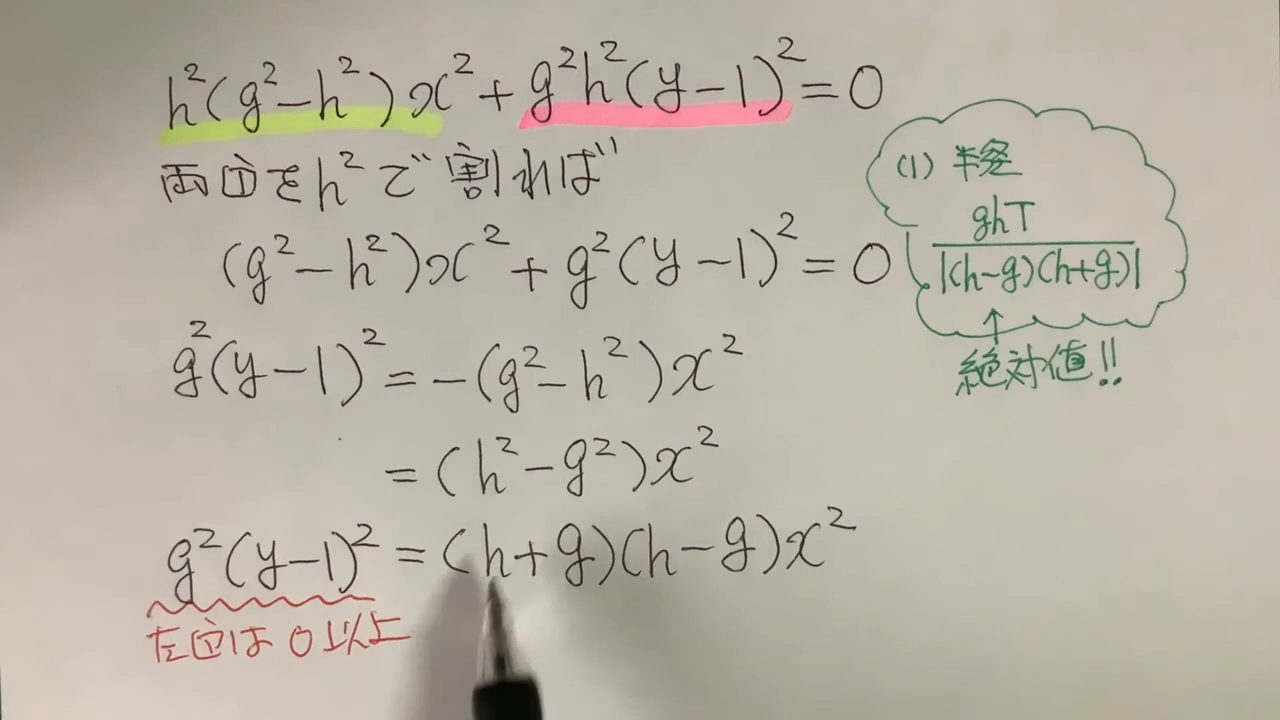 h²(g²-h²)x²+g²h²(y-1)²=0
両辺をh²で割れば
(g²-h²)x²+g²(y-1)²=0
g²(y-1)²=-(g²-h²)x²
=(h²-g²)x²
g²(y-1)²=(h+g)(h-g)x²
左辺は0以上
(1) 半径
ghT
|(h-g)(h+g)|
↑
絶対値!!